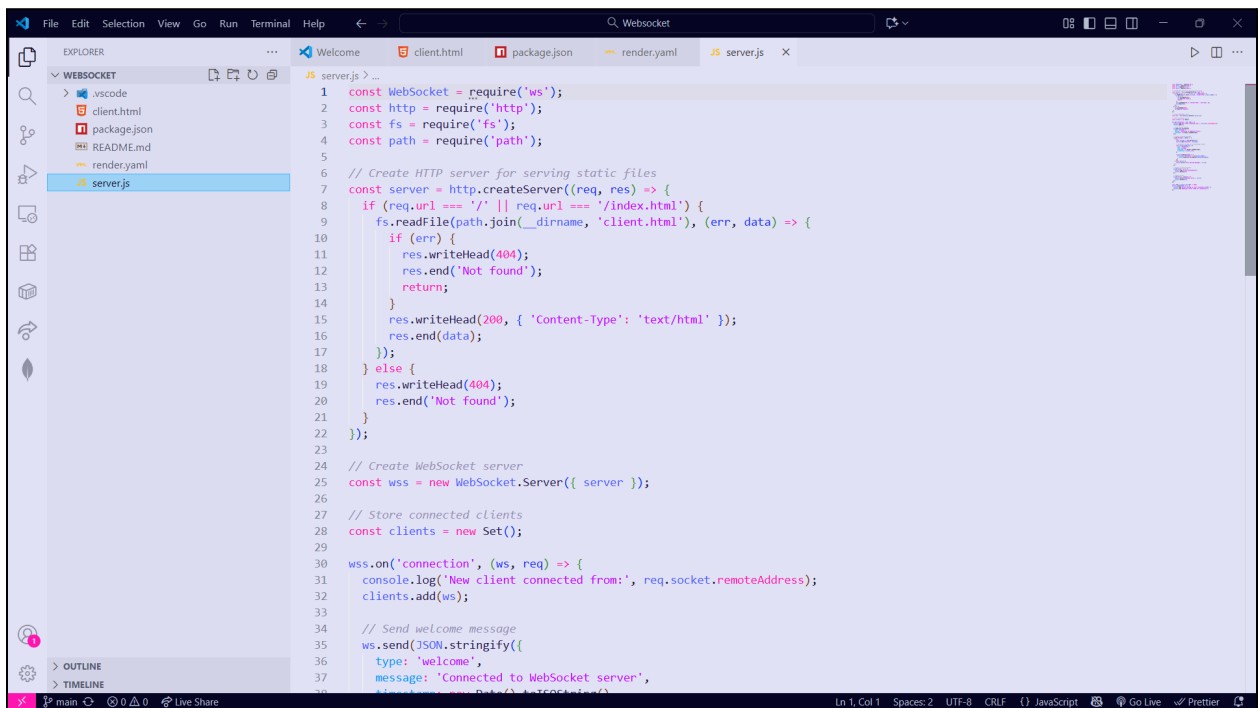 File Edit Selection View Go Run Terminal Help
Websocket
EXPLORER
Welcome
client.html
package.json
render.yaml
JS server.js
WEBSOCKET
.vscode
client.html
package.json
README.md
render.yaml
JS server.js
OUTLINE
TIMELINE
JS server.js > ...
1 const WebSocket = require('ws');
2 const http = require('http');
3 const fs = require('fs');
4 const path = require('path');
5
6 // Create HTTP server for serving static files
7 const server = http.createServer((req, res) => {
8 if (req.url === '/' || req.url === '/index.html') {
9 fs.readFile(path.join(__dirname, 'client.html'), (err, data) => {
10 if (err) {
11 res.writeHead(404);
12 res.end('Not found');
13 return;
14 }
15 res.writeHead(200, { 'Content-Type': 'text/html' });
16 res.end(data);
17 });
18 } else {
19 res.writeHead(404);
20 res.end('Not found');
21 }
22 });
23
24 // Create WebSocket server
25 const wss = new WebSocket.Server({ server });
26
27 // Store connected clients
28 const clients = new Set();
29
30 wss.on('connection', (ws, req) => {
31 console.log('New client connected from:', req.socket.remoteAddress);
32 clients.add(ws);
33
34 // Send welcome message
35 ws.send(JSON.stringify({
36 type: 'welcome',
37 message: 'Connected to WebSocket server',
38 timestamp: new Date().toISOString()
1
main 0 0 Live Share
Ln 1, Col 1 Spaces: 2 UTF-8 CRLF {} JavaScript Go Live Prettier